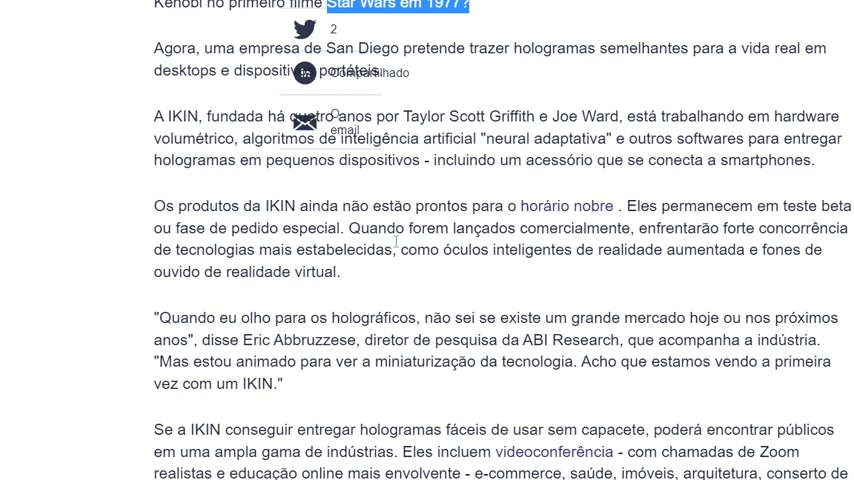 Kenobi no primeiro filme Star Wars em 1977?
2
Agora, uma empresa de San Diego pretende trazer hologramas semelhantes para a vida real em
desktops e dispositivos portáteis.
Compartilhado
A IKIN, fundada há quatro anos por Taylor Scott Griffith e Joe Ward, está trabalhando em hardware
O
email
volumétrico, algoritmos de inteligência artificial "neural adaptativa" e outros softwares para entregar
hologramas em pequenos dispositivos - incluindo um acessório que se conecta a smartphones.
Os produtos da IKIN ainda não estão prontos para o horário nobre . Eles permanecem em teste beta
ou fase de pedido especial. Quando forem lançados comercialmente, enfrentarão forte concorrência
de tecnologias mais estabelecidas, como óculos inteligentes de realidade aumentada e fones de
ouvido de realidade virtual.
"Quando eu olho para os holográficos, não sei se existe um grande mercado hoje ou nos próximos
anos", disse Eric Abbruzzese, diretor de pesquisa da ABI Research, que acompanha a indústria.
"Mas estou animado para ver a miniaturização da tecnologia. Acho que estamos vendo a primeira
vez com um IKIN."
Se a IKIN conseguir entregar hologramas fáceis de usar sem capacete, poderá encontrar públicos
em uma ampla gama de indústrias. Eles incluem videoconferência - com chamadas de Zoom
realistas e educação online mais envolvente - e-commerce, saúde, imóveis, arquitetura, conserto de